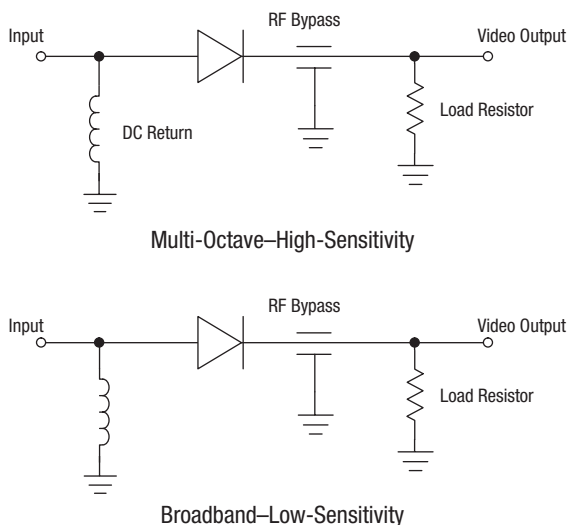 RF Bypass
Input
Video Output
DC Return
Load Resistor
Multi-Octave–High-Sensitivity
RF Bypass
Input
Video Output
Load Resistor
Broadband–Low-Sensitivity